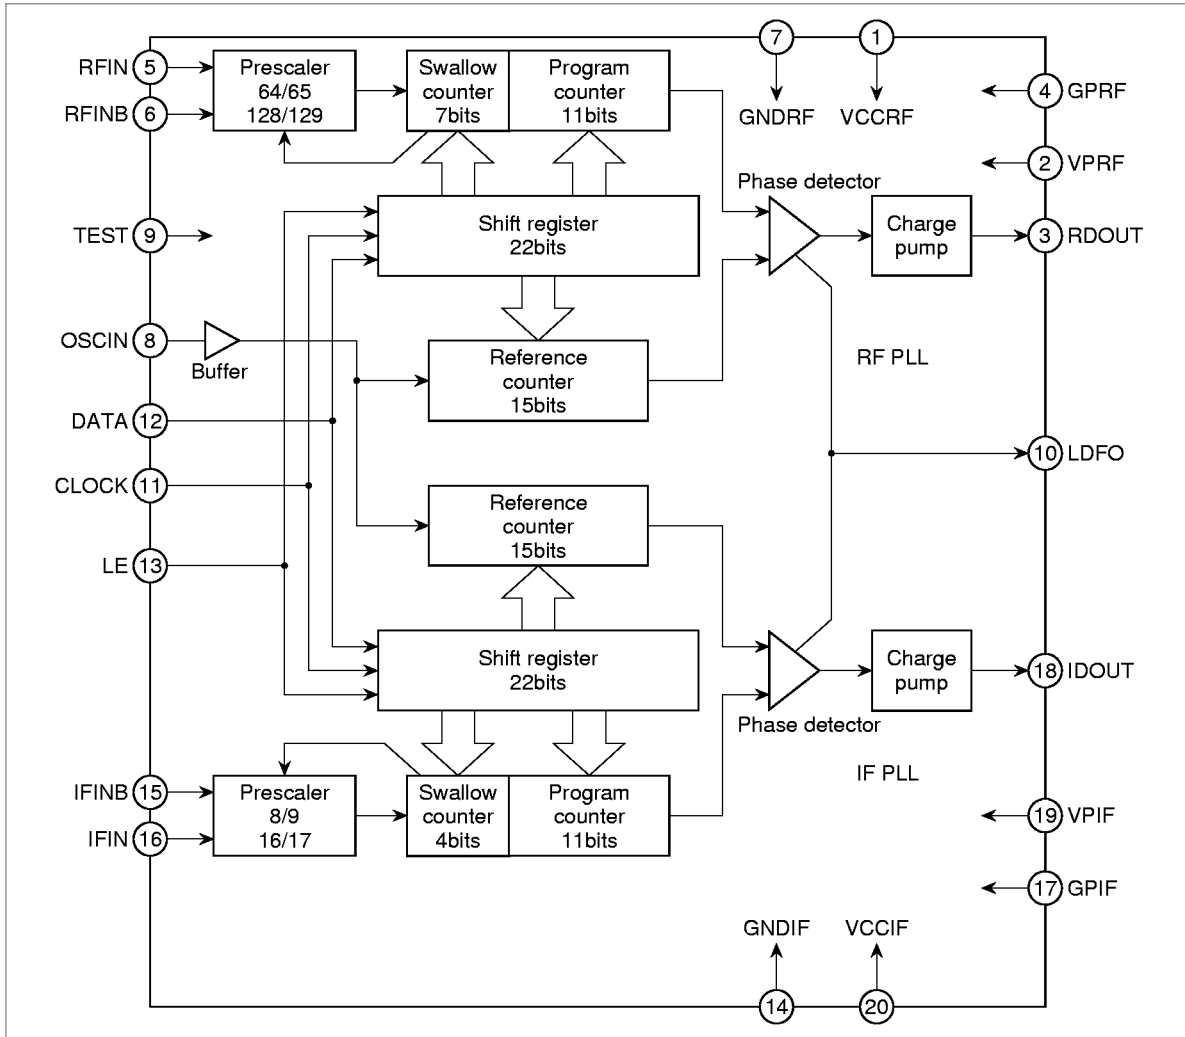 7
1
RFIN 5
Prescaler
64/65
128/129
Swallow
counter
7bits
Program
counter
11bits
4 GPRF
RFINB 6
GNDRF
VCCRF
2 VPRF
Phase detector
TEST 9
Shift register
22bits
Charge
pump
3 RDOUT
OSCIN 8
Buffer
Reference
counter
15bits
RF PLL
DATA 12
10 LDFO
CLOCK 11
Reference
counter
15bits
LE 13
Shift register
22bits
Charge
pump
18 IDOUT
Phase detector
IF PLL
IFINB 15
Prescaler
8/9
16/17
Swallow
counter
4bits
Program
counter
11bits
19 VPIF
IFIN 16
17 GPIF
GNDIF
VCCIF
14
20